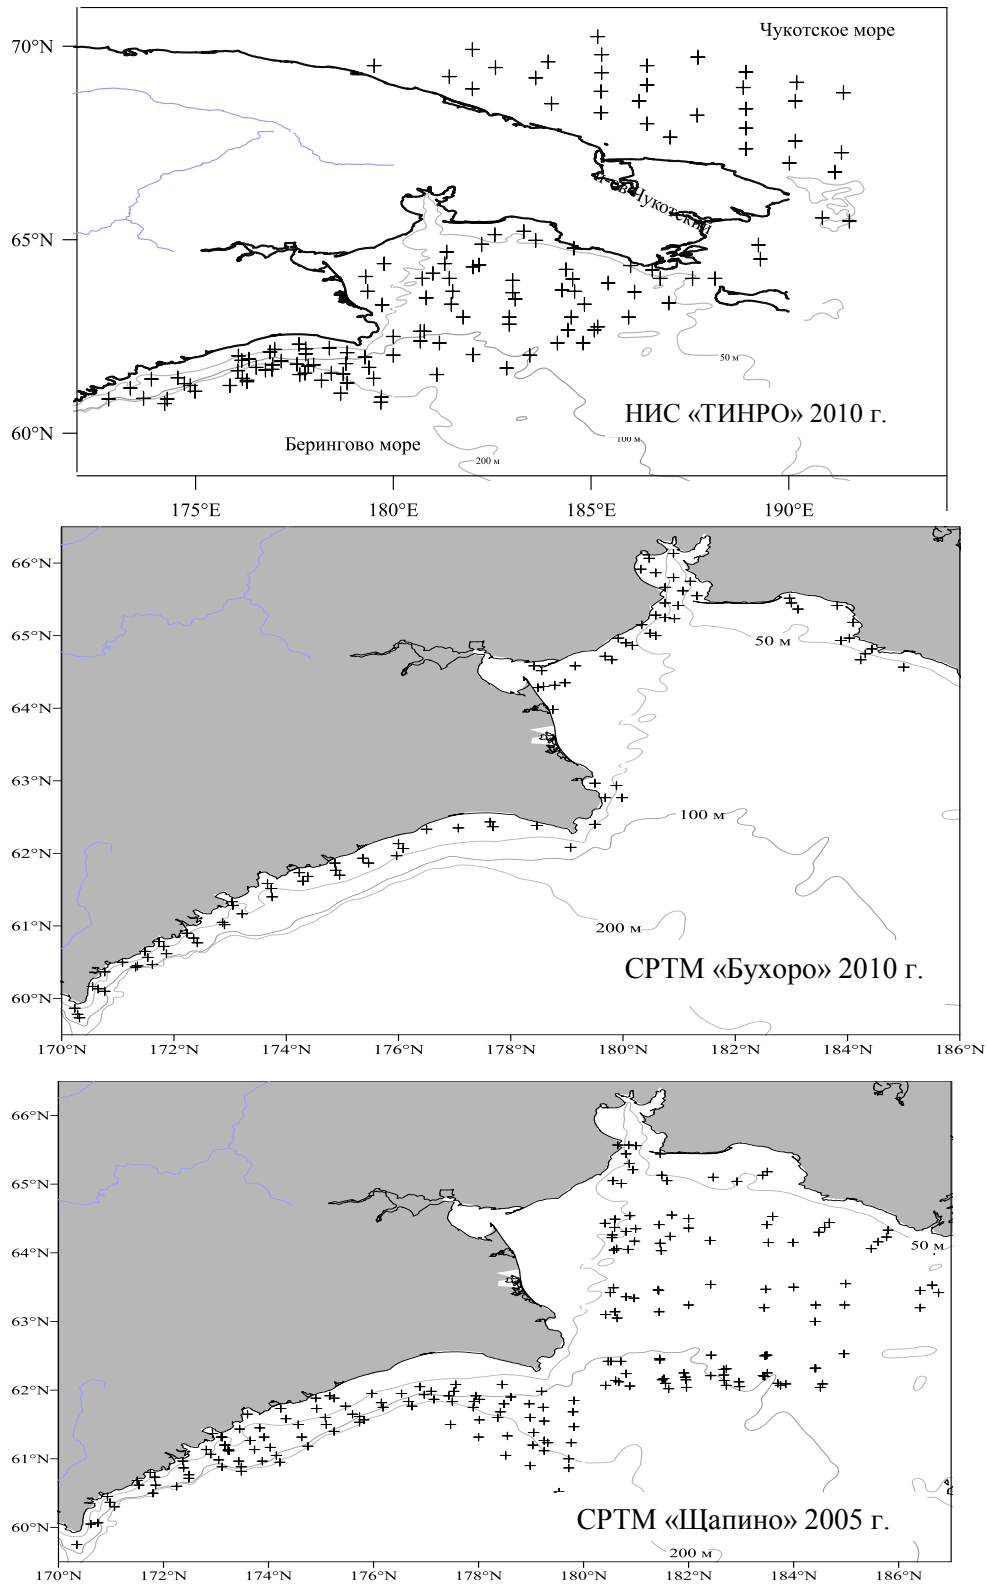 Чукотское море
70°N
п-ов Чукотский
65°N
50 м
НИС «ТИНРО» 2010 г.
60°N
100 м
Берингово море
200 м
175°E
180°E
185°E
190°E
66°N
65°N
50 м
64°N
63°N
100 м
62°N
61°N
200 м
СРТМ «Бухоро» 2010 г.
60°N
170°N
172°N
174°N
176°N
178°N
180°N
182°N
184°N
186°N
66°N
65°N
50 м
64°N
63°N
62°N
61°N
СРТМ «Щапино» 2005 г.
60°N
200 м
170°N
172°N
174°N
176°N
178°N
180°N
182°N
184°N
186°N